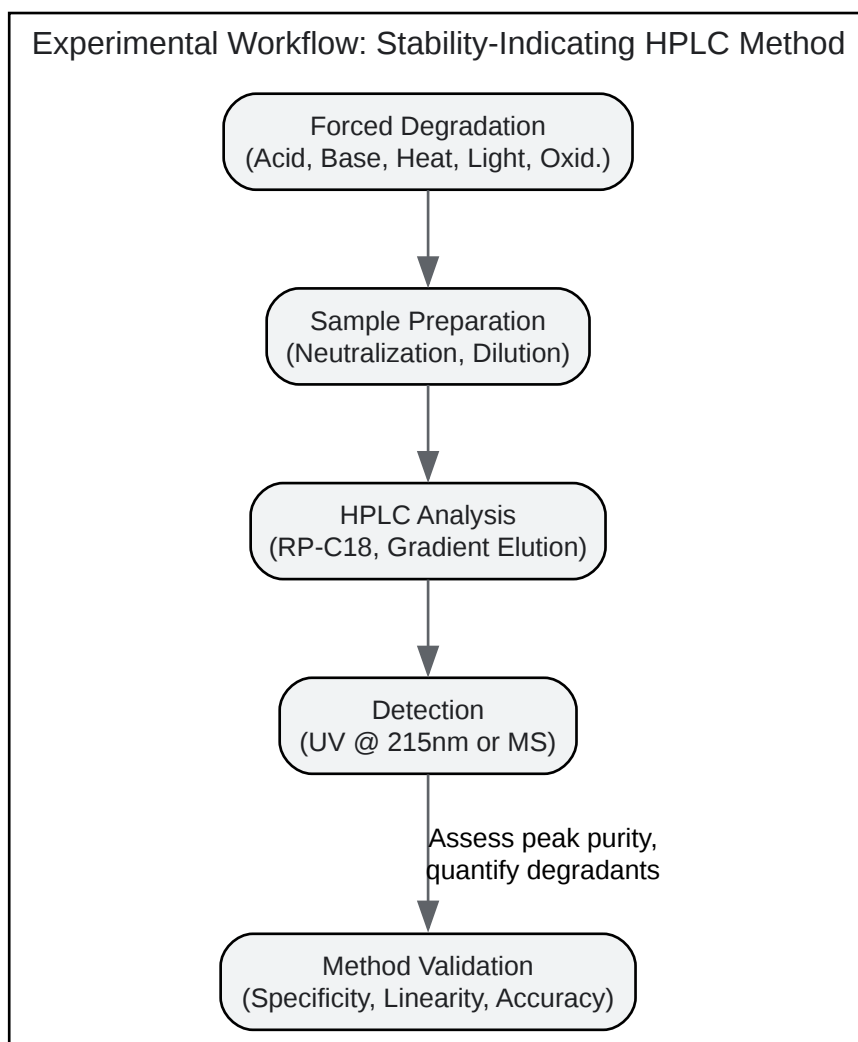 Experimental Workflow: Stability-Indicating HPLC Method
Forced Degradation
(Acid, Base, Heat, Light, Oxid.)
Sample Preparation
(Neutralization, Dilution)
HPLC Analysis
(RP-C18, Gradient Elution)
Detection
(UV @ 215nm or MS)
Assess peak purity,
quantify degradants
Method Validation
(Specificity, Linearity, Accuracy)